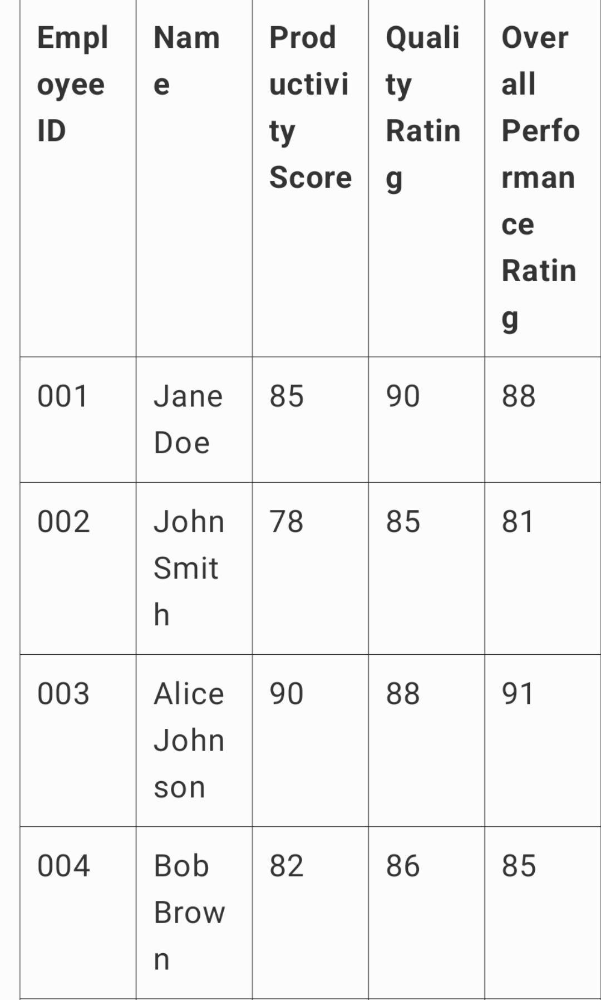 Employee ID | Name | Productivity Score | Quality Rating | Overall Performance Rating
001 | Jane Doe | 85 | 90 | 88
002 | John Smith | 78 | 85 | 81
003 | Alice Johnson | 90 | 88 | 91
004 | Bob Brown | 82 | 86 | 85